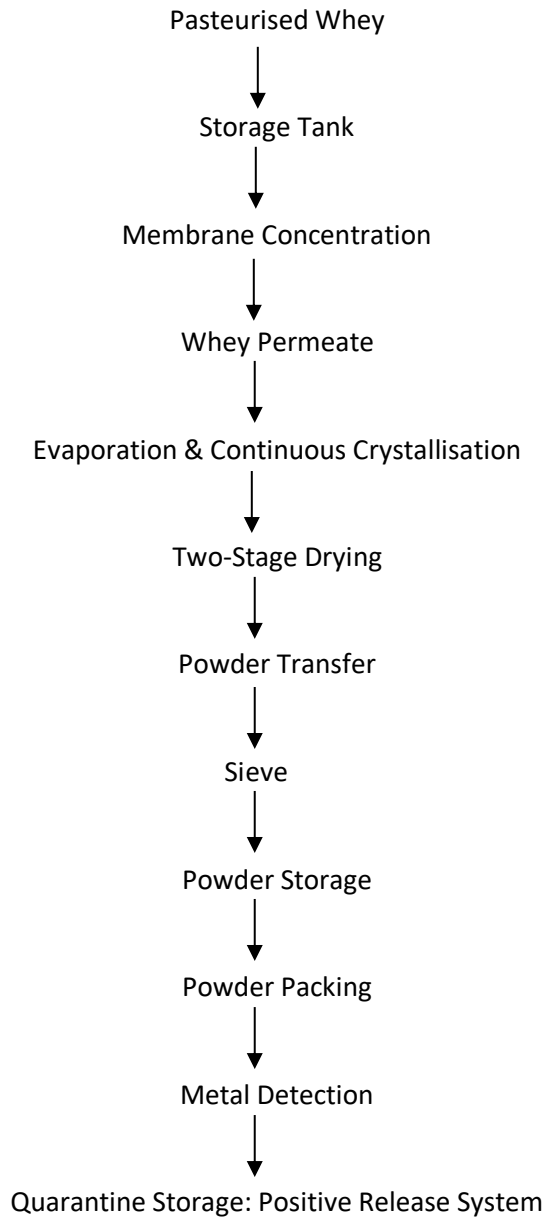 Pasteurised Whey
Storage Tank
Membrane Concentration
Whey Permeate
Evaporation & Continuous Crystallisation
Two-Stage Drying
Powder Transfer
Sieve
Powder Storage
Powder Packing
Metal Detection
Quarantine Storage: Positive Release System